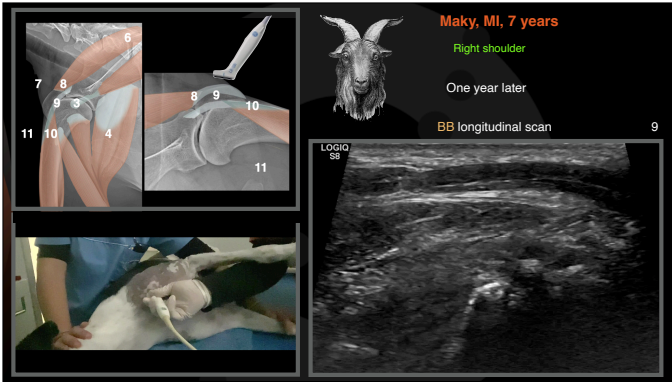 6
7
8
9
3
11
10
4
8
9
10
11
Maky, MI, 7 years
Right shoulder
One year later
BB longitudinal scan
9
LOGIQ
S8